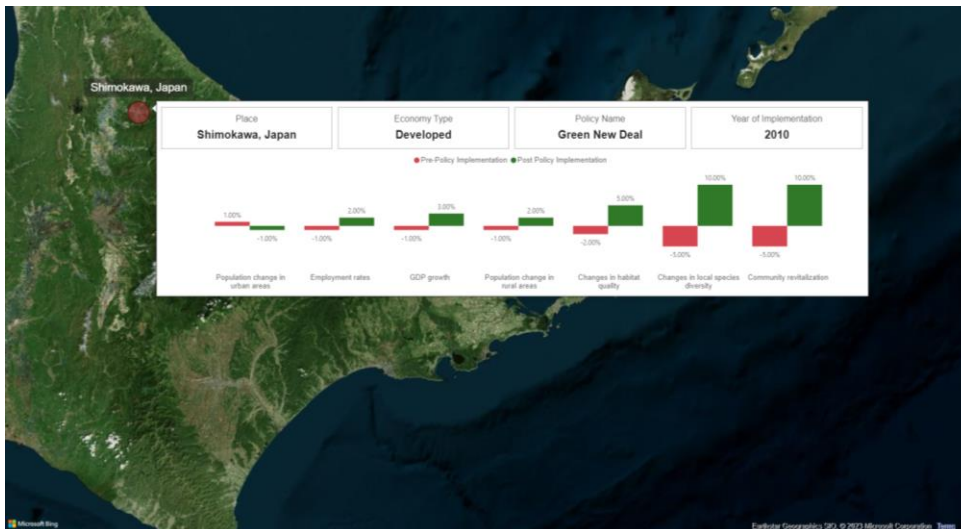 Shimokawa, Japan
Place
Shimokawa, Japan
Economy Type
Developed
Policy Name
Green New Deal
Year of Implementation
2010
Pre-Policy Implementation Post Policy Implementation
1.00%
-1.00%
-1.00%
2.00%
-1.00%
3.00%
-1.00%
2.00%
-2.00%
5.00%
-5.00%
10.00%
-5.00%
10.00%
Population change in
urban areas
Employment rates
GDP growth
Population change in
rural areas
Changes in habitat
quality
Changes in local species
diversity
Community revitalization
Microsoft Bing
Earthstar Geographics SIO, © 2023 Microsoft Corporation Terms